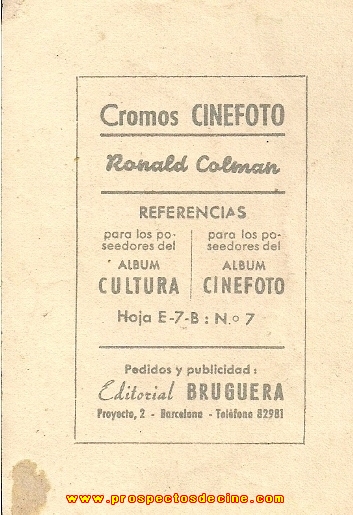 Cromos CINEFOTO
Ronald Colman
REFERENCIAS
para los po-
seedores del
ALBUM
CULTURA
para los po-
seedores del
ALBUM
CINEFOTO
Hoja E-7-B : N.o 7
Pedidos y publicidad :
Editorial BRUGUERA
Proyecto, 2 - Barcelona - Teléfono 82981
www.prospectosdecine.com